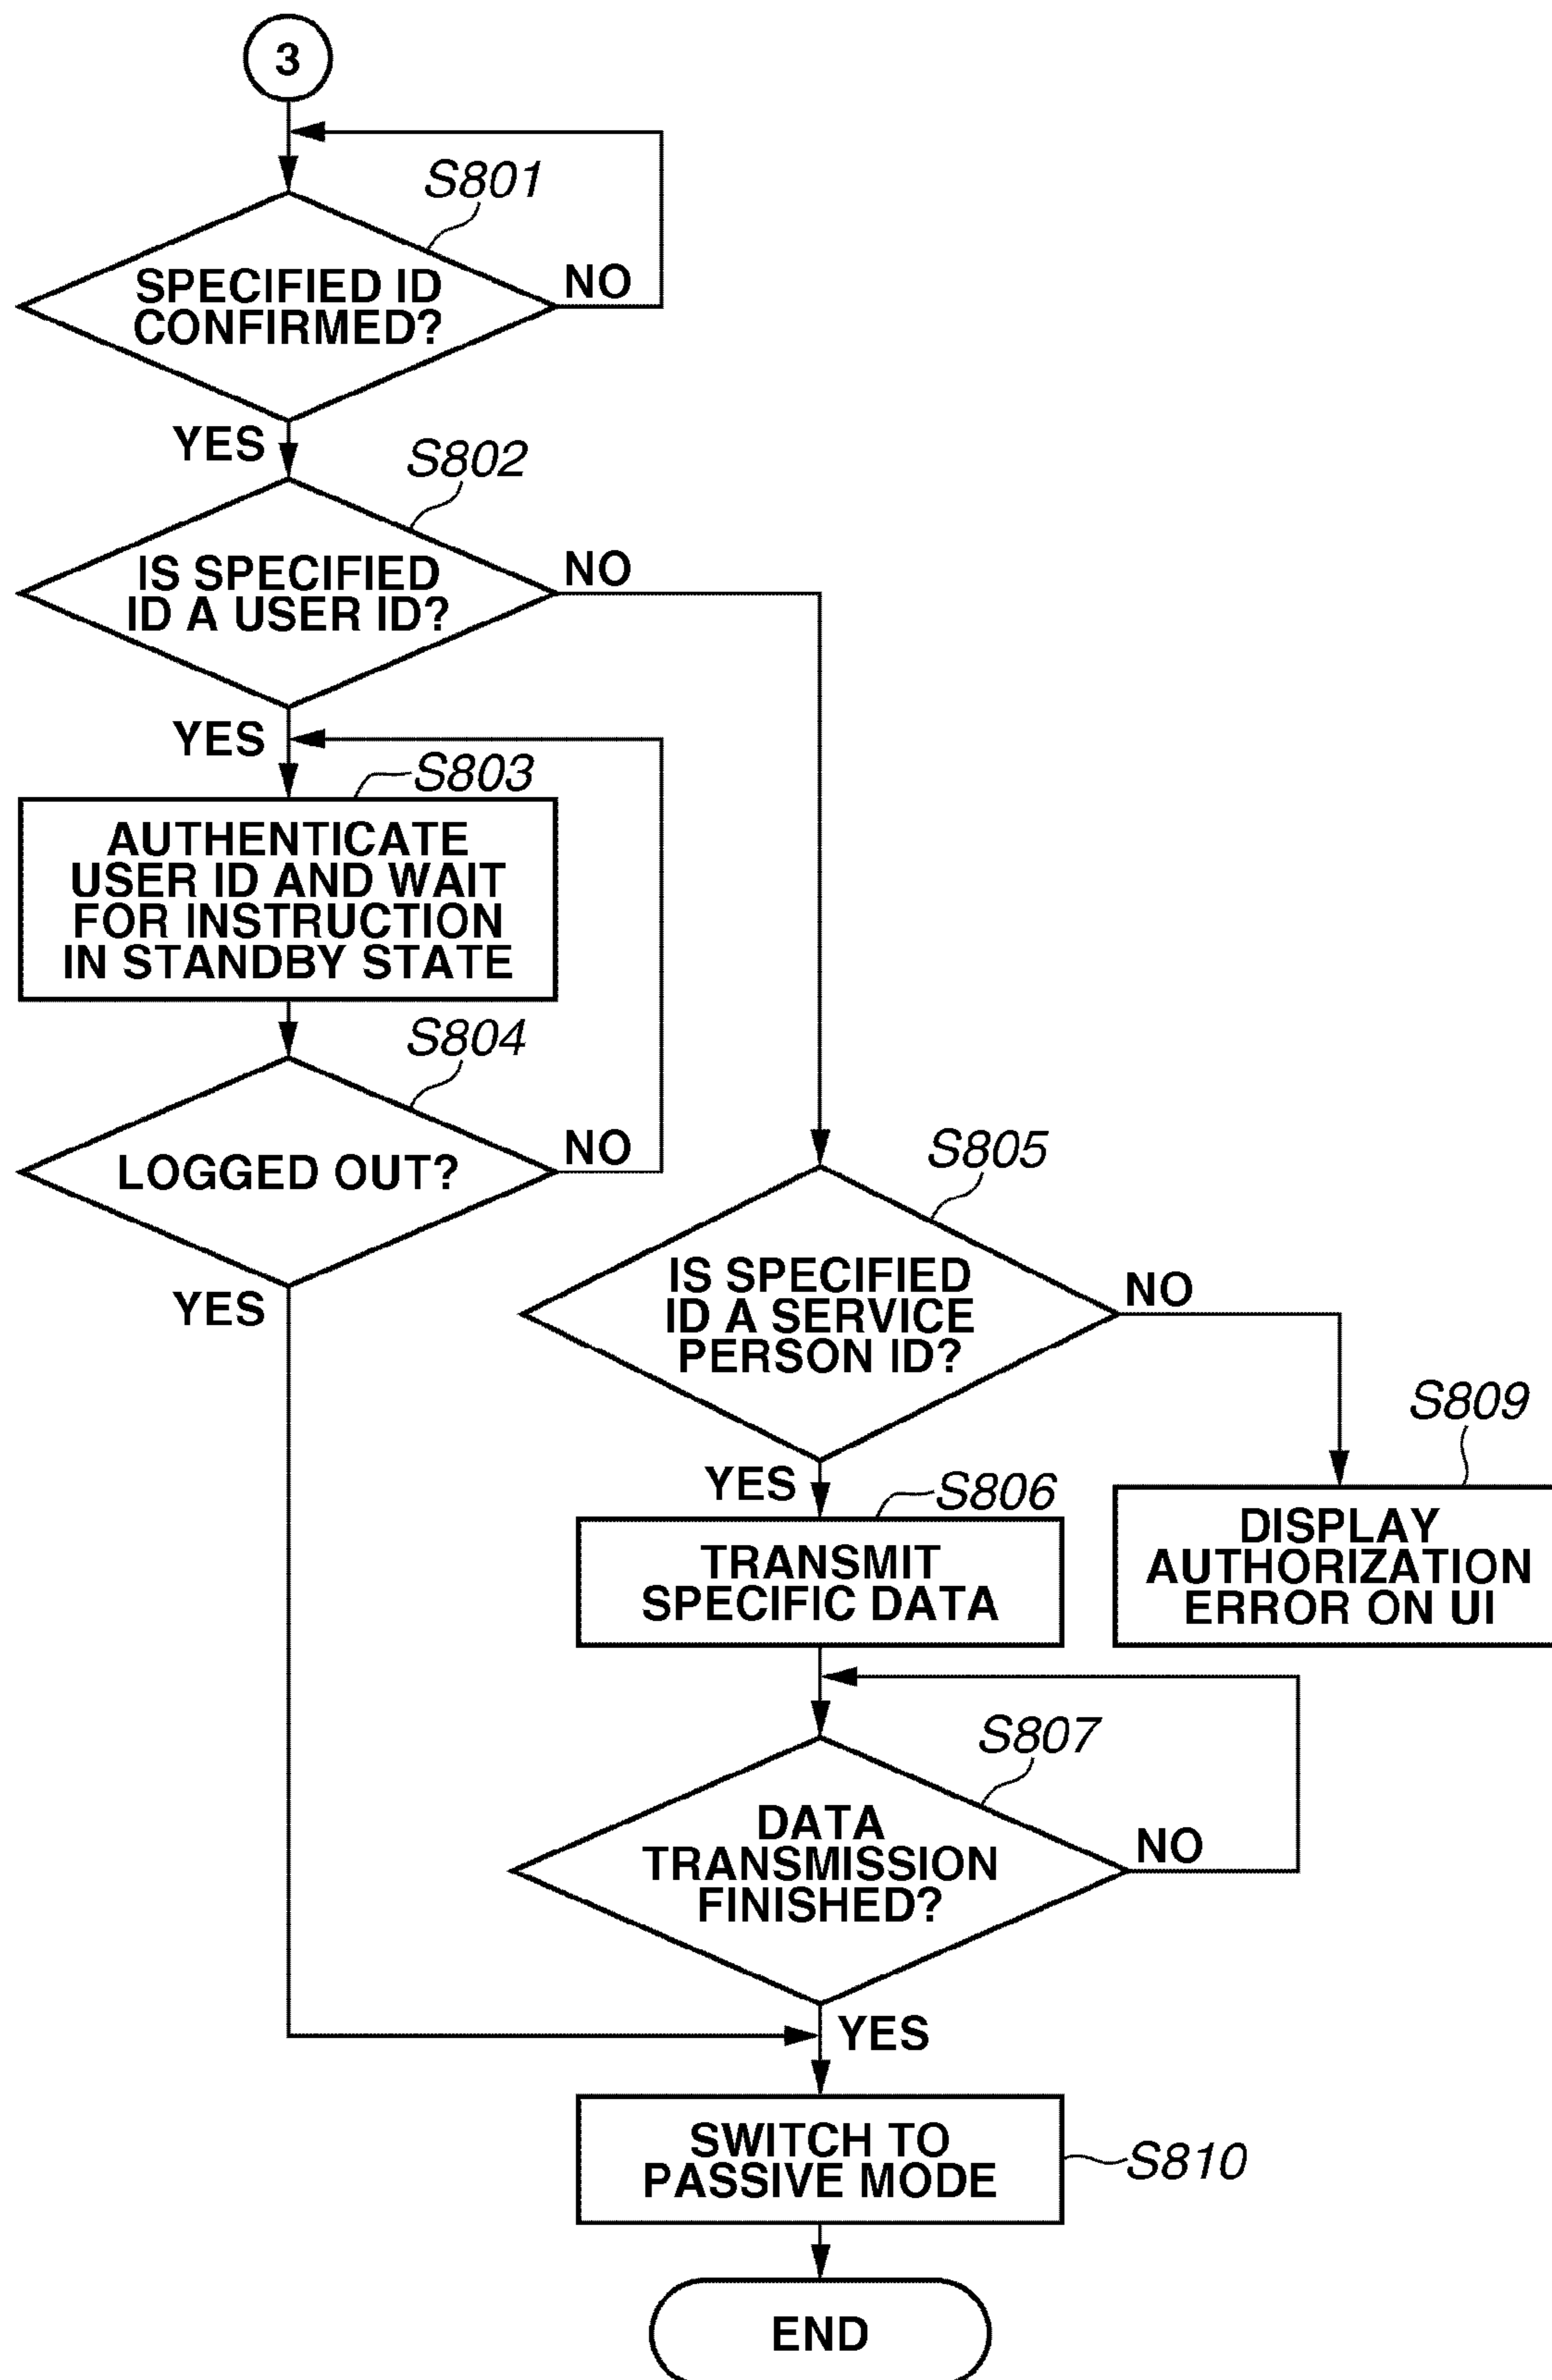 3
S801
SPECIFIED ID
CONFIRMED?
NO
YES
S802
IS SPECIFIED
ID A USER ID?
NO
YES
S803
AUTHENTICATE
USER ID AND WAIT
FOR INSTRUCTION
IN STANDBY STATE
S804
LOGGED OUT?
NO
YES
S805
IS SPECIFIED
ID A SERVICE
PERSON ID?
NO
YES
S809
DISPLAY
AUTHORIZATION
ERROR ON UI
S806
TRANSMIT
SPECIFIC DATA
S807
DATA
TRANSMISSION
FINISHED?
NO
YES
SWITCH TO
PASSIVE MODE
S810
END